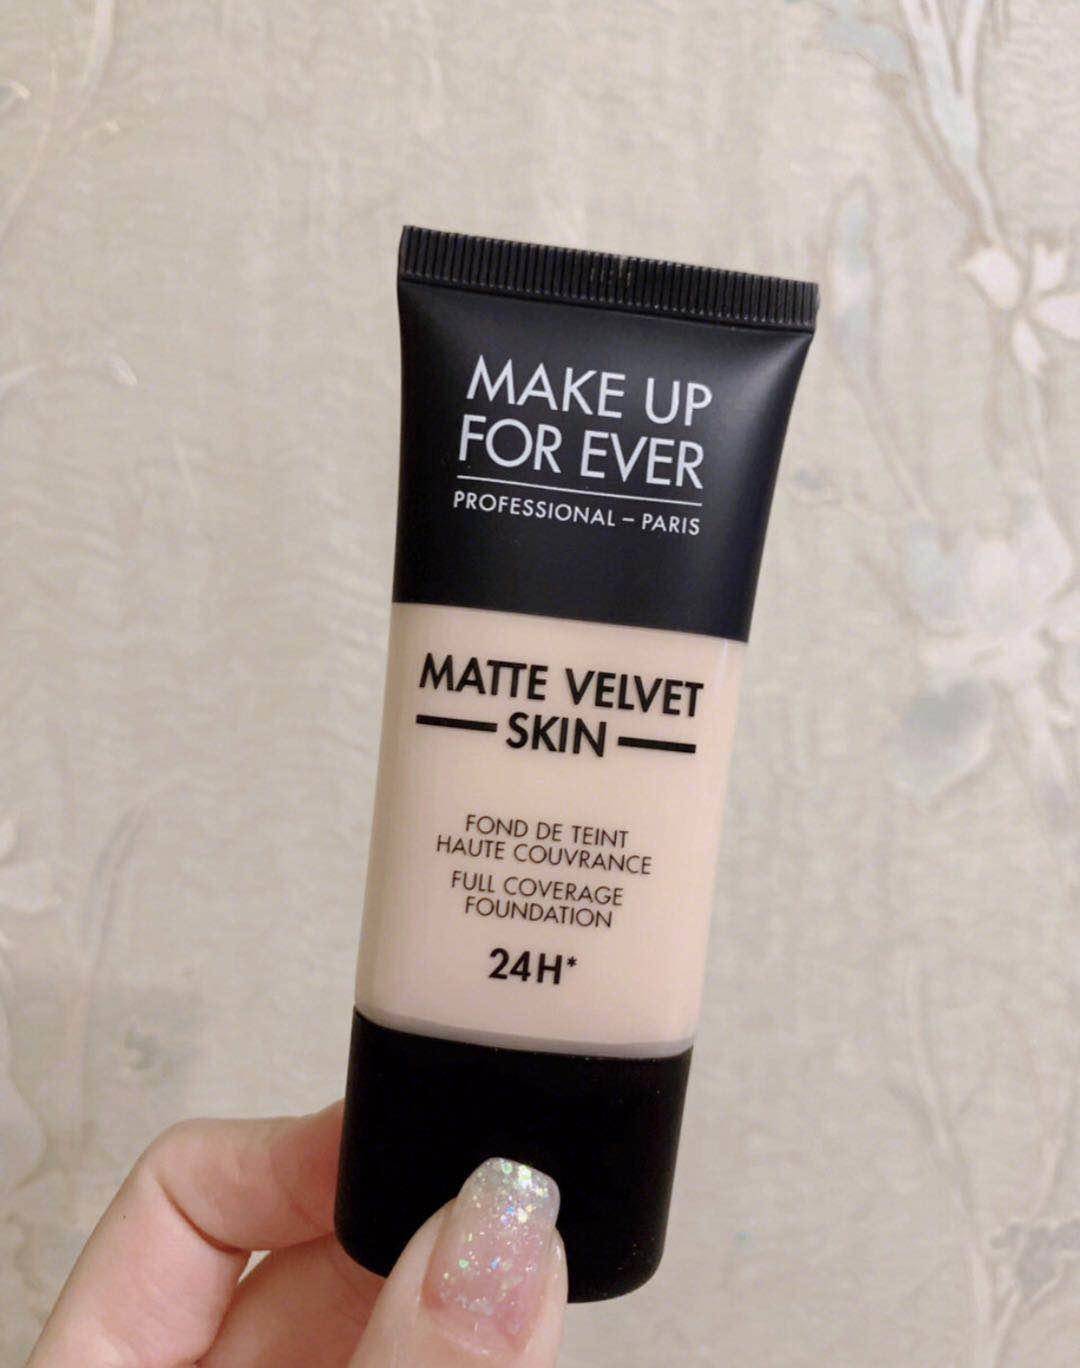 MAKE UP
FOR EVER
PROFESSIONAL – PARIS
MATTE VELVET
SKIN
FOND DE TEINT
HAUTE COUVRANCE
FULL COVERAGE
FOUNDATION
24H*